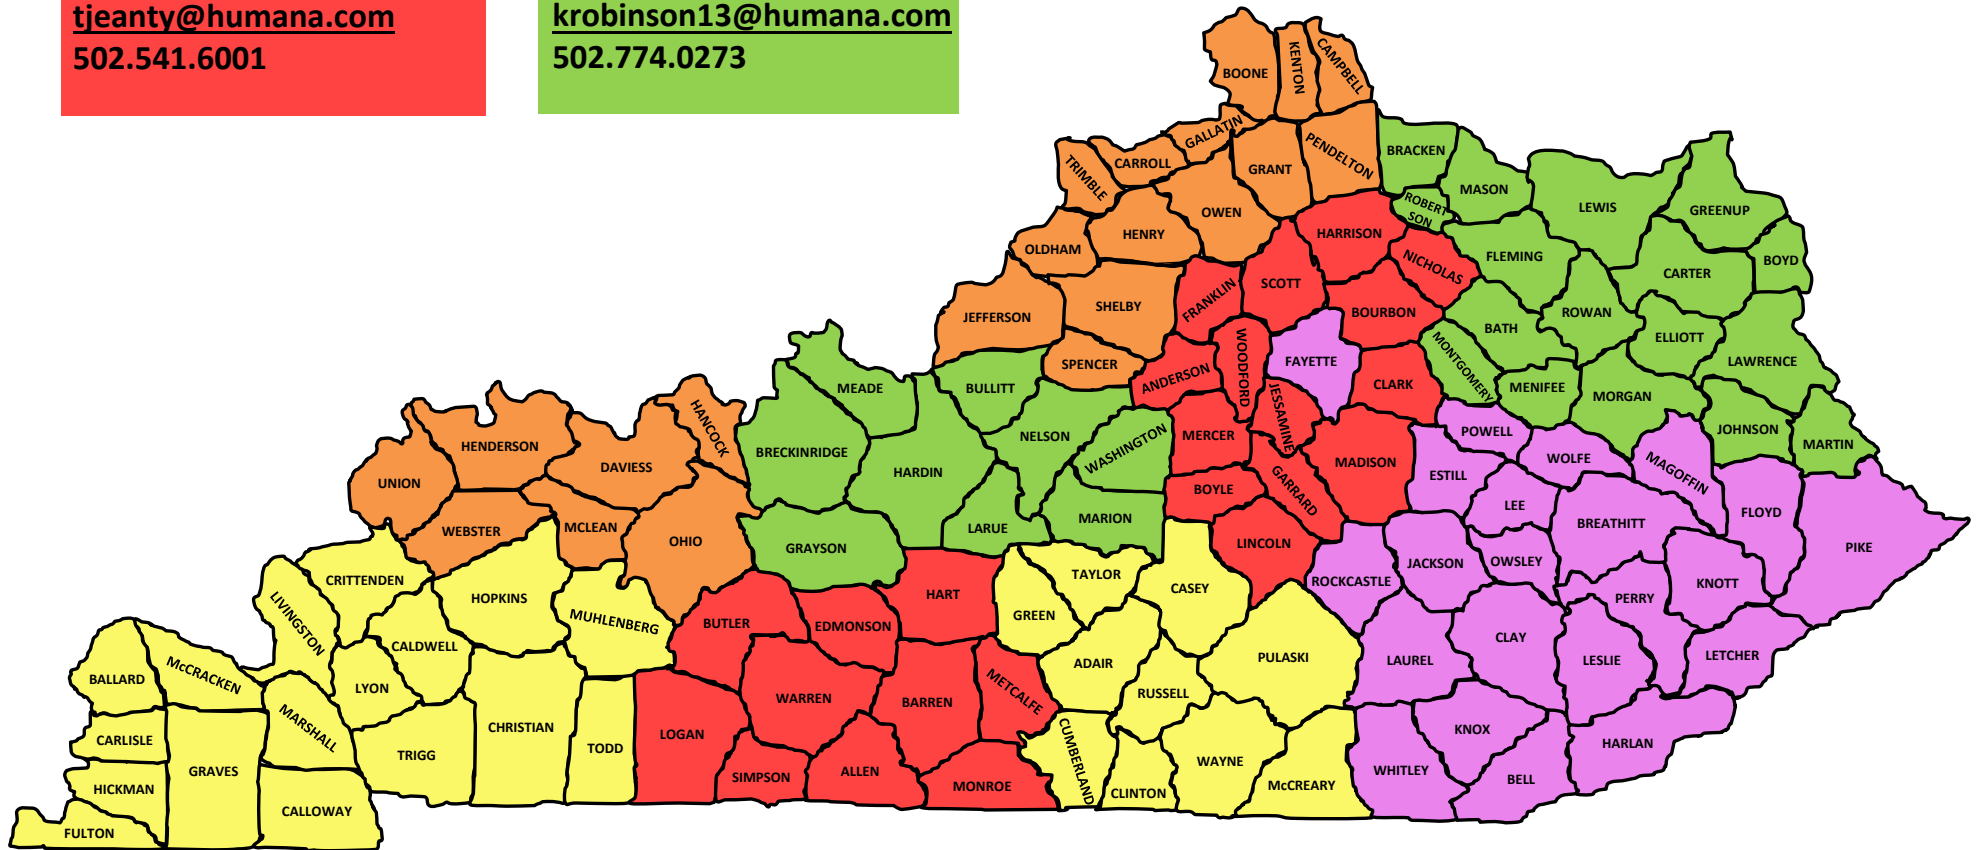 tjeanty@humana.com
502.541.6001
krobinson13@humana.com
502.774.0273
BOONE
KENTON
CAMPBELL
GALLATIN
CARROLL
TRIMBLE
GRANT
PENDELTON
BRACKEN
MASON
ROBERT
SON
LEWIS
GREENUP
OWEN
HENRY
OLDHAM
HARRISON
NICHOLAS
FLEMING
CARTER
BOYD
SCOTT
FRANKLIN
SHELBY
JEFFERSON
BOURBON
BATH
ROWAN
ELLIOTT
LAWRENCE
SPENCER
ANDERSON
WOODFORD
FAYETTE
CLARK
MONTGOMERY
MENIFEE
MORGAN
JOHNSON
MARTIN
MEADE
BULLITT
HANCOCK
BRECKINRIDGE
HARDIN
NELSON
WASHINGTON
MERCER
JESSAMINE
MADISON
POWELL
ESTILL
WOLFE
MAGOFFIN
HENDERSON
DAVIESS
UNION
WEBSTER
MCLEAN
OHIO
GRAYSON
LARUE
MARION
BOYLE
GARRARD
LINCOLN
LEE
BREATHITT
FLOYD
PIKE
ROCKCASTLE
JACKSON
OWSLEY
KNOTT
PERRY
CRITTENDEN
LIVINGSTON
HOPKINS
MUHLENBERG
CALDWELL
LYON
BUTLER
EDMONSON
HART
GREEN
TAYLOR
CASEY
ADAIR
RUSSELL
PULASKI
LAUREL
CLAY
LESLIE
LETCHER
BALLARD
McCRACKEN
MARSHALL
CARLISLE
GRAVES
HICKMAN
FULTON
CALLOWAY
TRIGG
CHRISTIAN
TODD
LOGAN
WARREN
SIMPSON
ALLEN
BARREN
METCALFE
MONROE
CUMBERLAND
CLINTON
WAYNE
McCREARY
WHITLEY
KNOX
BELL
HARLAN